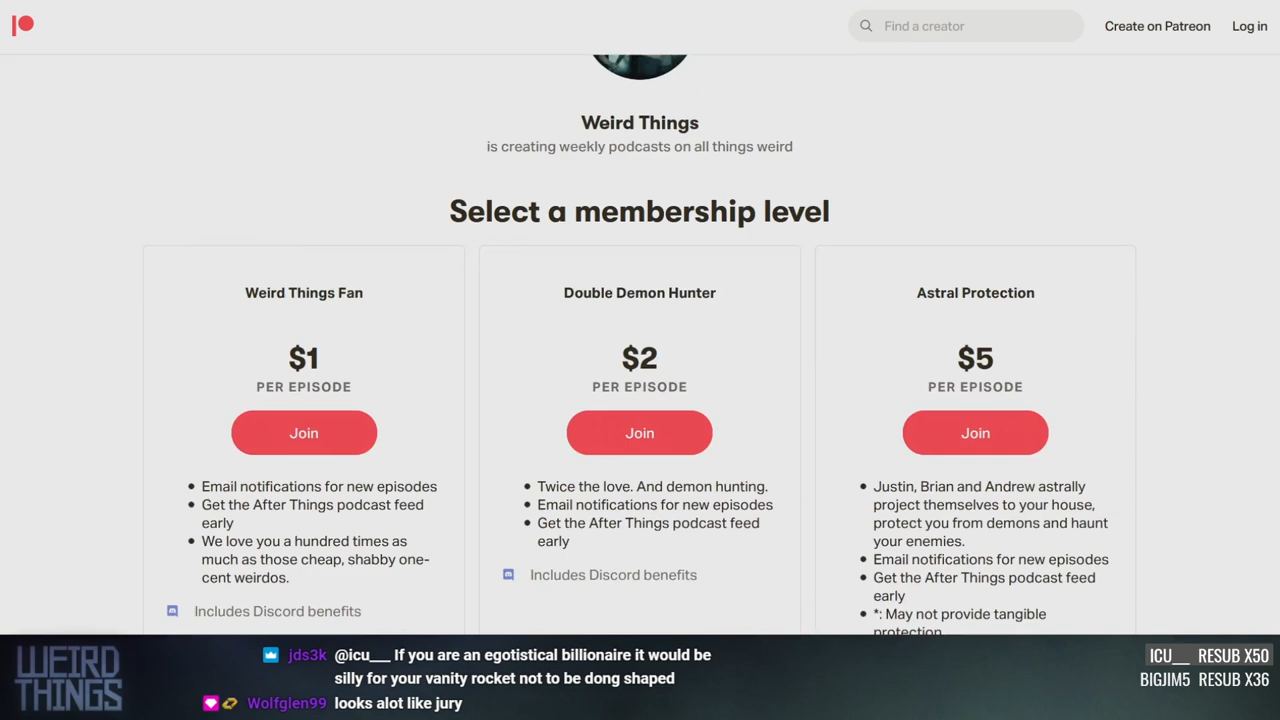 Find a creator
Create on Patreon
Log in
Weird Things
is creating weekly podcasts on all things weird
Select a membership level
Weird Things Fan
$1
PER EPISODE
Join
• Email notifications for new episodes
• Get the After Things podcast feed
early
• We love you a hundred times as
much as those cheap, shabby one-
cent weirdos.
Includes Discord benefits
Double Demon Hunter
$2
PER EPISODE
Join
• Twice the love. And demon hunting.
• Email notifications for new episodes
• Get the After Things podcast feed
early
Includes Discord benefits
Astral Protection
$5
PER EPISODE
Join
• Justin, Brian and Andrew astrally
project themselves to your house,
protect you from demons and haunt
your enemies.
• Email notifications for new episodes
• Get the After Things podcast feed
early
• *: May not provide tangible
protection
WEIRD
THINGS
jds3k @icu___ If you are an egotistical billionaire it would be
silly for your vanity rocket not to be dong shaped
Wolfglen99 looks alot like jury
ICU___ RESUB X50
BIGJIM5 RESUB X36